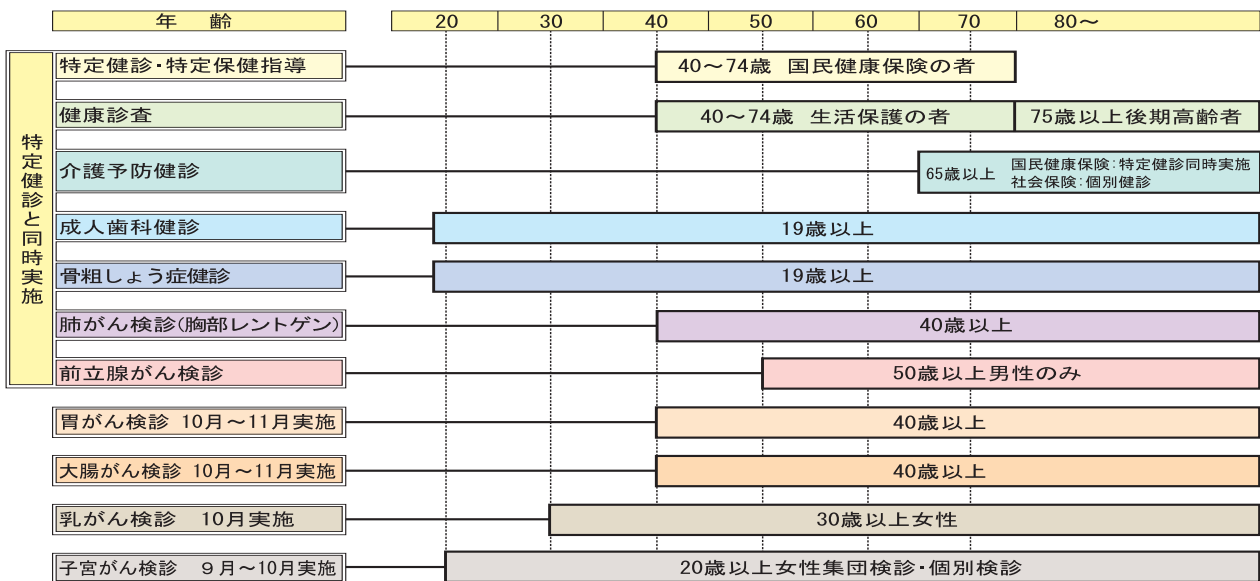 年齢 20 30 40 50 60 70 80～
特定健診と同時実施
特定健診・特定保健指導 40～74歳 国民健康保険の者
健康診査 40～74歳 生活保護の者 75歳以上後期高齢者
介護予防健診 65歳以上 国民健康保険：特定健診同時実施
社会保険：個別健診
成人歯科健診 19歳以上
骨粗しょう症健診 19歳以上
肺がん検診（胸部レントゲン） 40歳以上
前立腺がん検診 50歳以上男性のみ
胃がん検診 10月～11月実施 40歳以上
大腸がん検診 10月～11月実施 40歳以上
乳がん検診 10月実施 30歳以上女性
子宮がん検診 9月～10月実施 20歳以上女性集団検診・個別検診